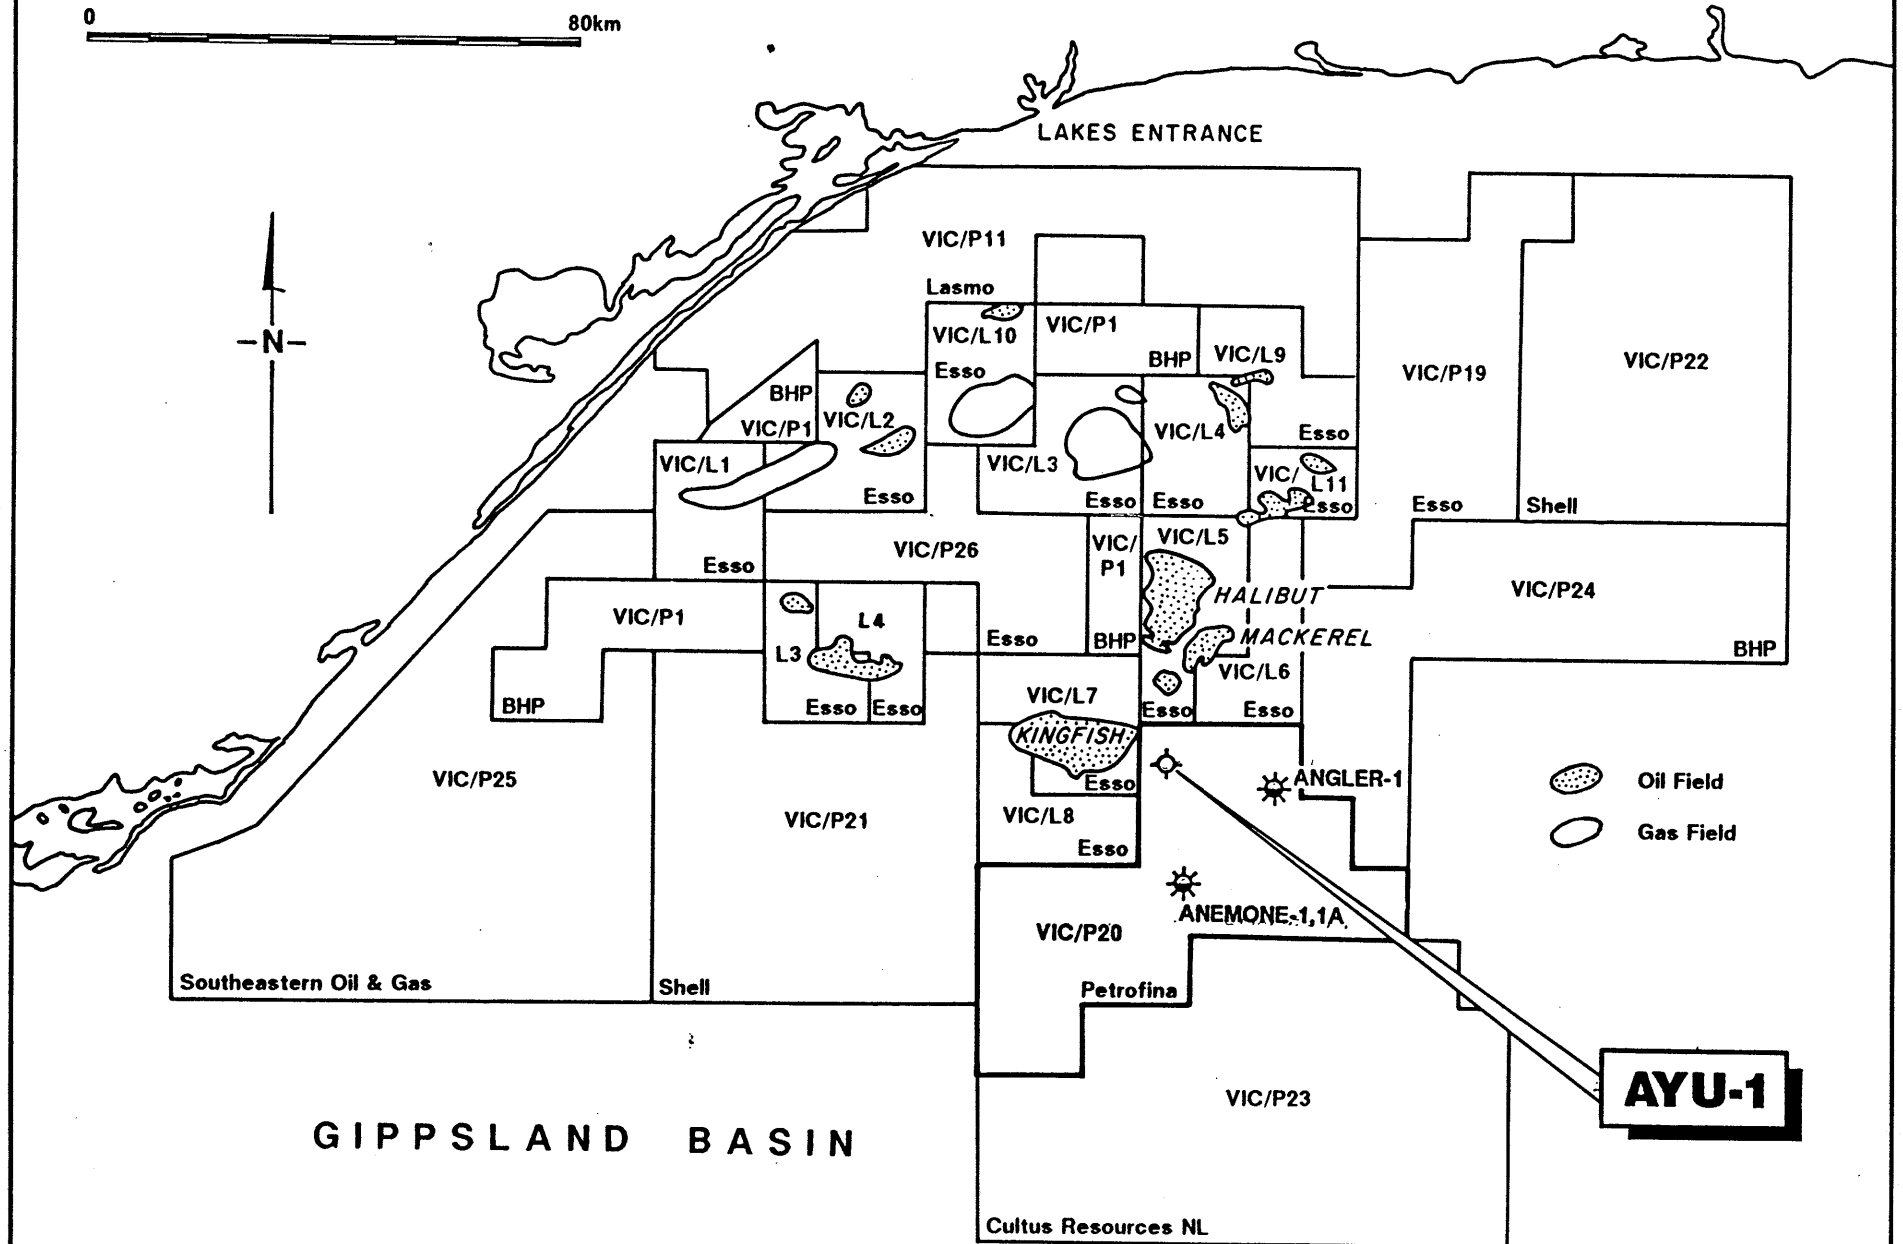 0 80km
LAKES ENTRANCE
VIC/P11
Lasmo
-N-
VIC/L10
VIC/P1
BHP
VIC/L9
Esso
VIC/P19
VIC/P22
BHP
VIC/P1
VIC/L2
VIC/L4
Esso
VIC/L1
VIC/L3
VIC/
L11
Esso
Esso
Esso
Esso
Esso
Shell
VIC/P26
VIC/
P1
VIC/L5
Esso
VIC/P24
HALIBUT
VIC/P1
L4
L3
Esso
BHP
MACKEREL
BHP
VIC/L6
VIC/L7
BHP
Esso
Esso
Esso
Esso
KINGFISH
VIC/P25
Esso
ANGLER-1
Oil Field
VIC/P21
VIC/L8
Gas Field
Esso
ANEMONE-1,1A
VIC/P20
Southeastern Oil & Gas
Shell
Petrofina
AYU-1
VIC/P23
GIPPSLAND BASIN
Cultus Resources NL